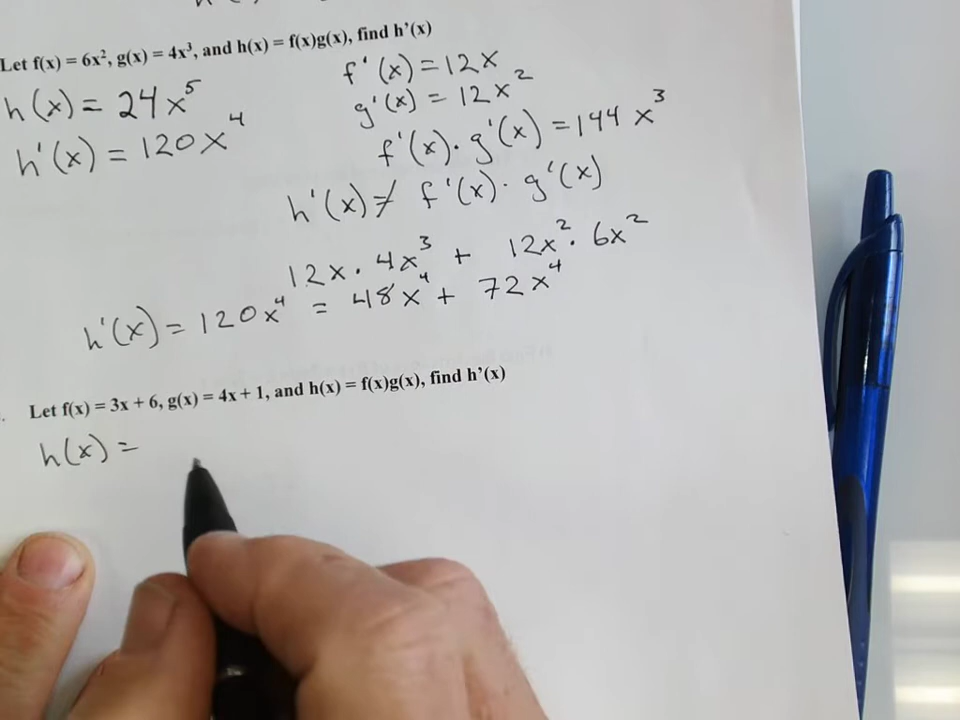 Let f(x) = 6x², g(x) = 4x³, and h(x) = f(x)g(x), find h'(x)
h(x) = 24x⁵
h'(x) = 120x⁴
f'(x) = 12x
g'(x) = 12x²
f'(x)·g'(x) = 144x³
h'(x) ≠ f'(x)·g'(x)
12x·4x³ + 12x²·6x²
h'(x) = 120x⁴ = 48x⁴ + 72x⁴
Let f(x) = 3x + 6, g(x) = 4x + 1, and h(x) = f(x)g(x), find h'(x)
h(x) =